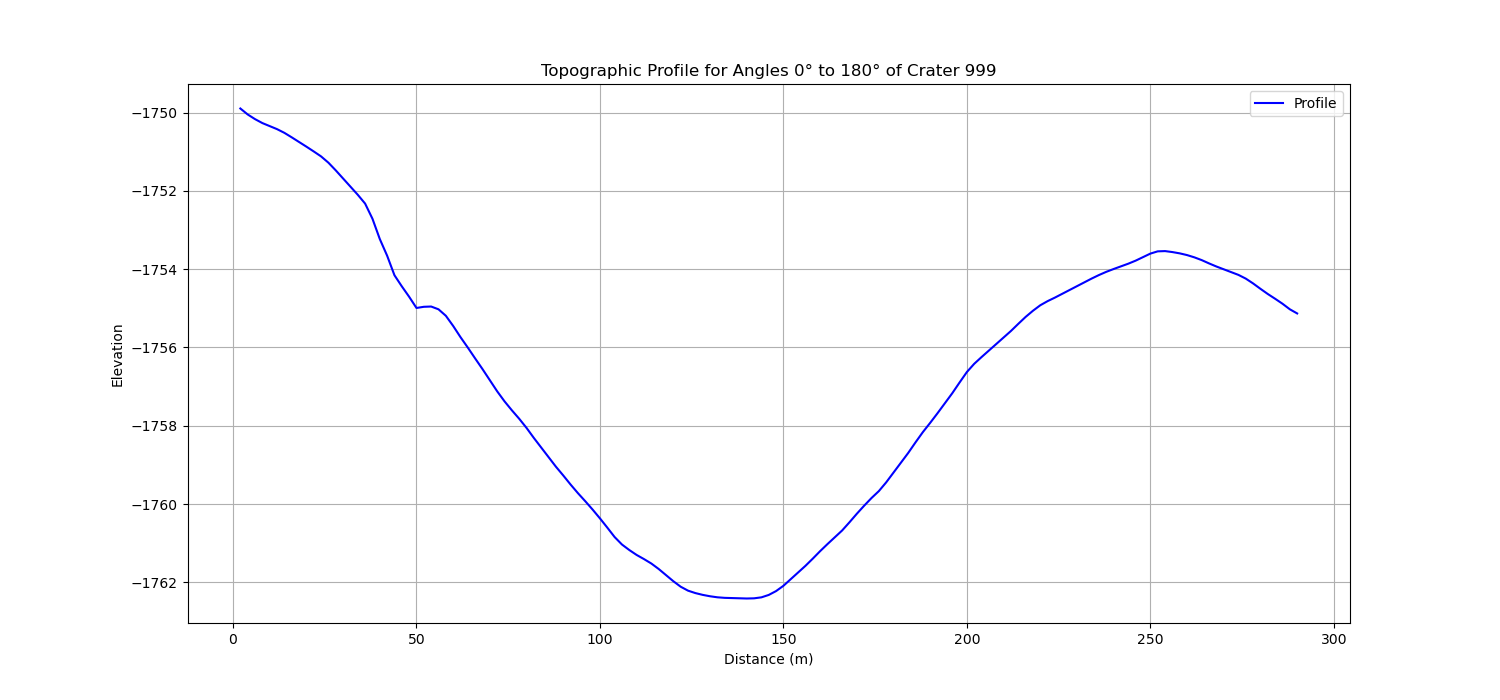 Topographic Profile for Angles 0° to 180° of Crater 999
Profile
−1750
−1752
−1754
−1756
−1758
−1760
−1762
Elevation
0 50 100 150 200 250 300
Distance (m)